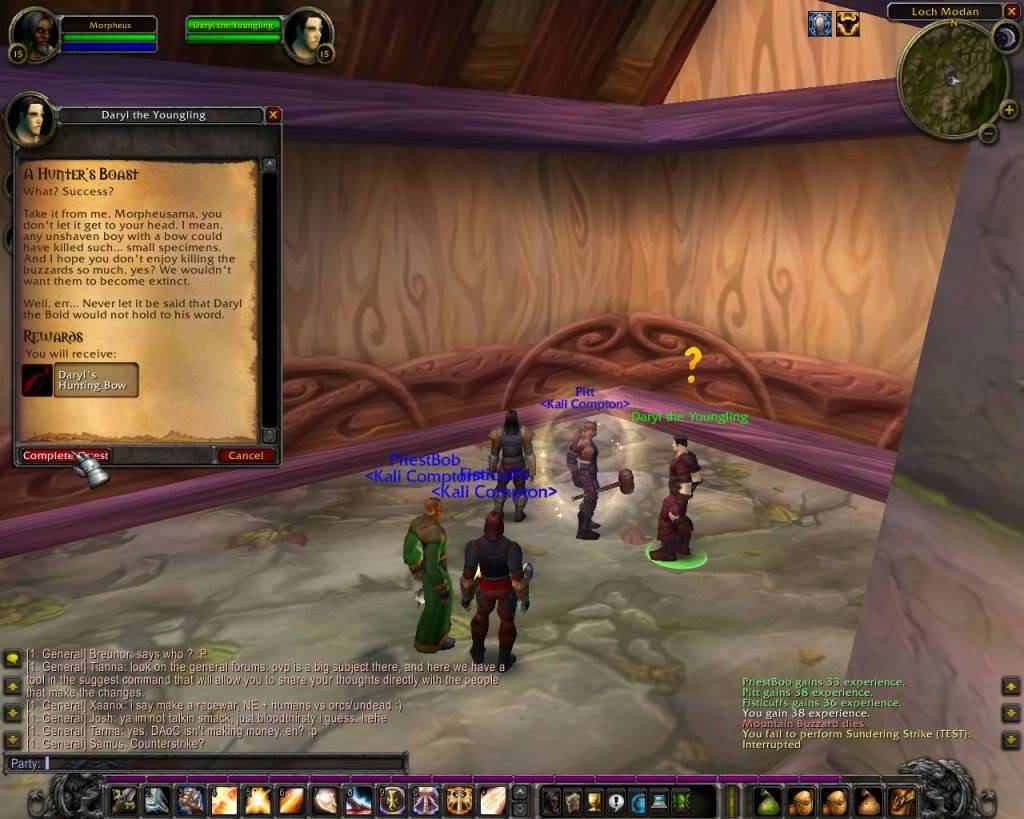 Morpheus
15
Daryl the Youngling
15
Loch Modan
N
Daryl the Youngling
A Hunter's Boast
What? Success?
Take it from me, Morpheusama, you
don't let it get to your head. I mean,
any unshaven boy with a bow could
have killed such... small specimens.
And I hope you don't enjoy killing the
buzzards so much, yes? We wouldn't
want them to become extinct.
Well, err... Never let it be said that Daryl
the Bold would not hold to his word.
Rewards
You will receive:
Daryl's
Hunting Bow
Complete Quest
Cancel
?
Pitt
<Kali Compton>
Daryl the Youngling
PriestBob
<Kali Compton>
Fisticuffs
<Kali Compton>
[1. General] Breunor: says who ? :P
[1. General] Tianna: look on the general forums. pvp is a big subject there, and here we have a
tool in the suggest command that will allow you to share your thoughts directly with the people
that make the changes.
[1. General] Xaanix: i say make a racewar, NE + humans vs orcs/undead :)
[1. General] Josh: ya im not talkin smack, just bloodthirsty i guess. hehe
[1. General] Tarma: yes, DAoC isn't making money, eh? :p
[1. General] Samus: Counterstrike?
PriestBob gains 33 experience.
Pitt gains 38 experience.
Fisticuffs gains 36 experience.
You gain 38 experience.
Mountain Buzzard dies.
You fail to perform Sundering Strike (TEST):
Interrupted
Party: